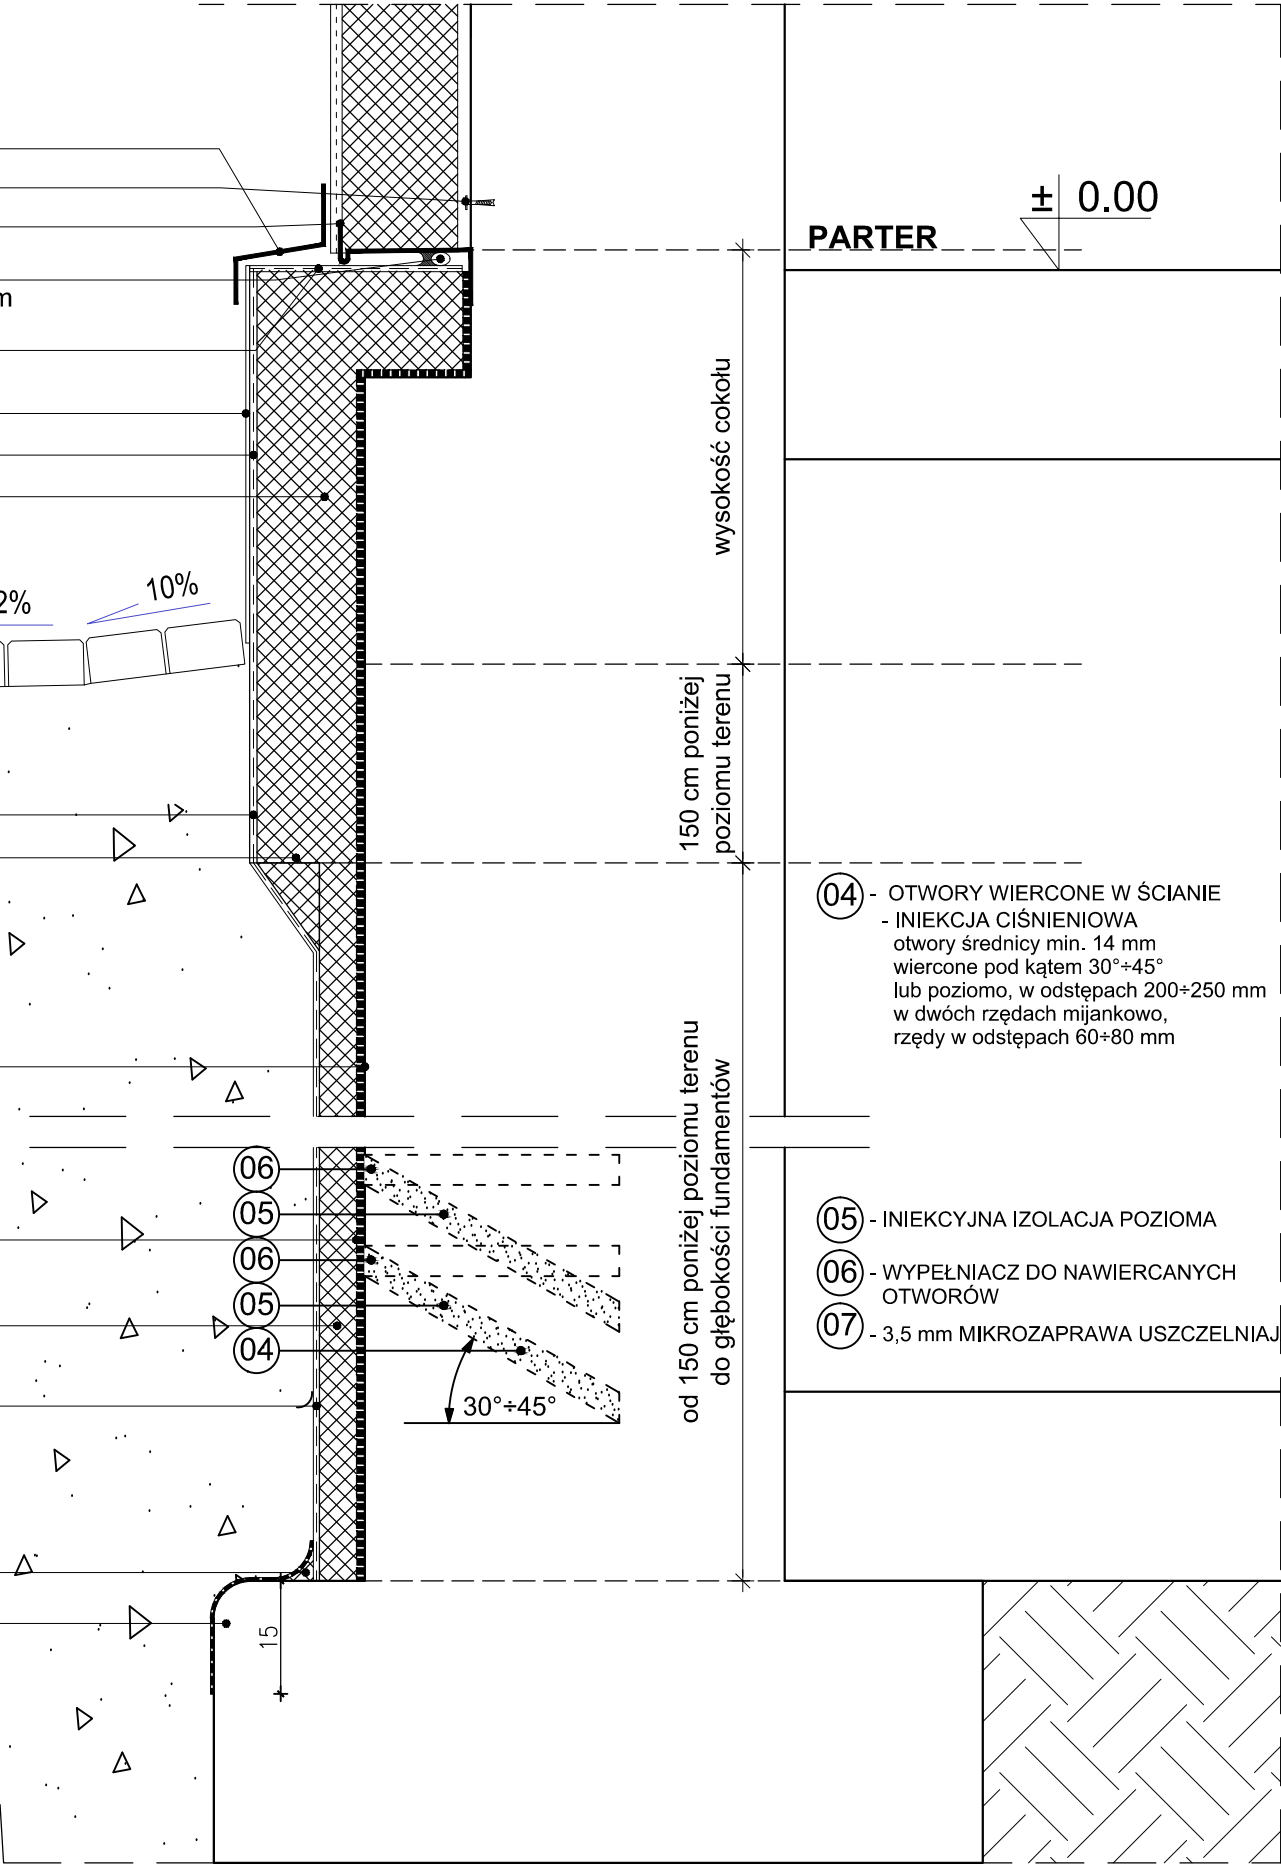 ± 0.00
PARTER
m
wysokość cokołu
2%
10%
150 cm poniżej
poziomu terenu
04 - OTWORY WIERCONE W ŚCIANIE
- INIEKCJA CIŚNIENIOWA
otwory średnicy min. 14 mm
wiercone pod kątem 30°÷45°
lub poziomo, w odstępach 200÷250 mm
w dwóch rzędach mijankowo,
rzędy w odstępach 60÷80 mm
od 150 cm poniżej poziomu terenu
do głębokości fundamentów
06
05
06
05
04
30°÷45°
05 - INIEKCYJNA IZOLACJA POZIOMA
06 - WYPEŁNIACZ DO NAWIERCANYCH
OTWORÓW
07 - 3,5 mm MIKROZAPRAWA USZCZELNIAJ
15